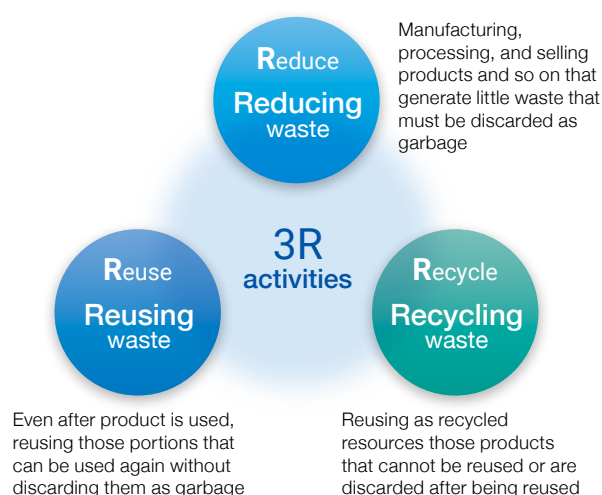 Reduce
Reducing
waste
Manufacturing,
processing, and selling
products and so on that
generate little waste that
must be discarded as
garbage
3R
activities
Reuse
Reusing
waste
Recycle
Recycling
waste
Even after product is used,
reusing those portions that
can be used again without
discarding them as garbage
Reusing as recycled
resources those products
that cannot be reused or are
discarded after being reused